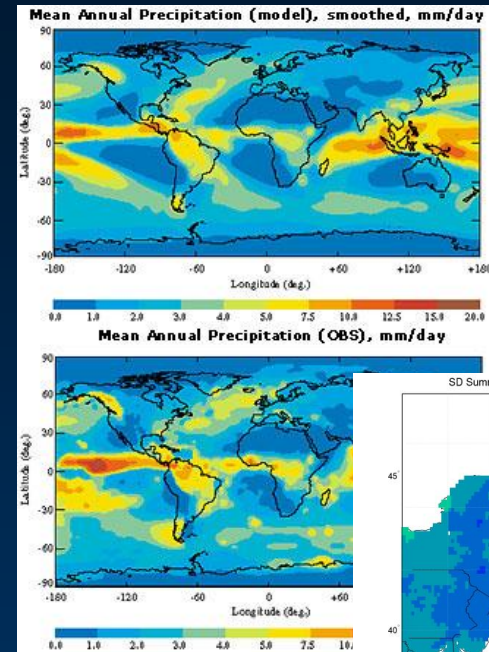 Mean Annual Precipitation (model), smoothed, mm/day
90
60
30
0
-30
-60
-90
Latitude (deg.)
-180 -120 -60 0 +60 +120 +180
Longitude (deg.)
0.0 1.0 2.0 3.0 4.0 5.0 7.5 10.0 12.5 15.0 20.0
Mean Annual Precipitation (OBS), mm/day
90
60
30
0
-30
-60
-90
Latitude (deg.)
-180 -120 -60 0 +60
Longitude (deg.)
0.0 1.0 2.0 3.0 4.0 5.0 7.5
SD
45°
40°